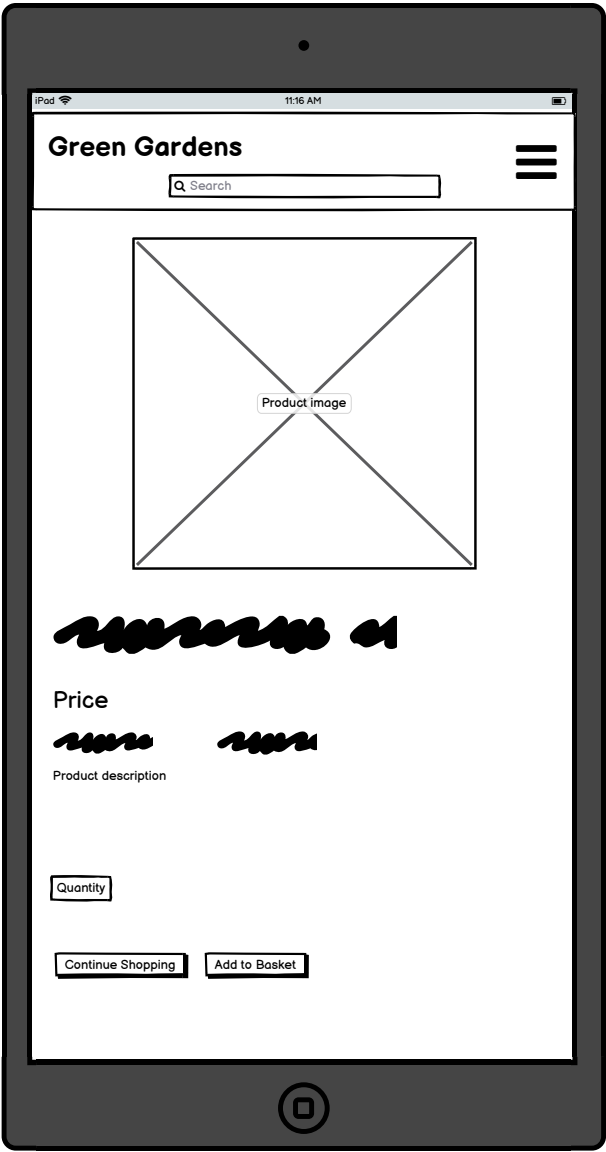 iPad 11:16 AM
Green Gardens
Search
Product image
Price
Product description
Quantity
Continue Shopping Add to Basket